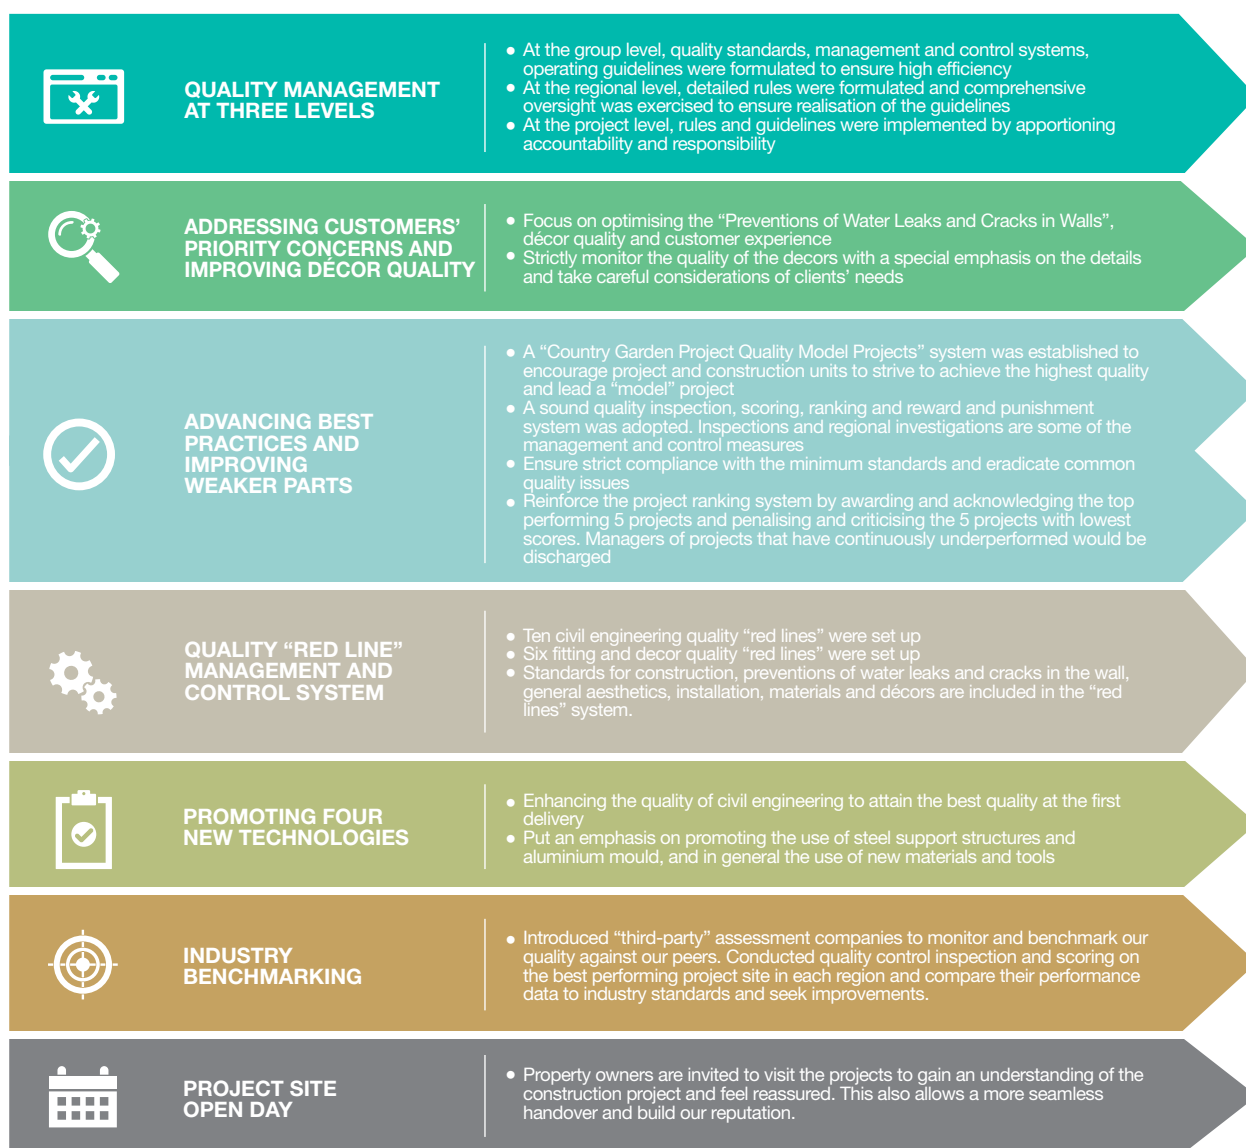 QUALITY MANAGEMENT
AT THREE LEVELS
● At the group level, quality standards, management and control systems,
operating guidelines were formulated to ensure high efficiency
● At the regional level, detailed rules were formulated and comprehensive
oversight was exercised to ensure realisation of the guidelines
● At the project level, rules and guidelines were implemented by apportioning
accountability and responsibility
ADDRESSING CUSTOMERS’
PRIORITY CONCERNS AND
IMPROVING DÉCOR QUALITY
● Focus on optimising the “Preventions of Water Leaks and Cracks in Walls”,
décor quality and customer experience
● Strictly monitor the quality of the decors with a special emphasis on the details
and take careful considerations of clients’ needs
ADVANCING BEST
PRACTICES AND
IMPROVING
WEAKER PARTS
● A “Country Garden Project Quality Model Projects” system was established to
encourage project and construction units to strive to achieve the highest quality
and lead a “model” project
● A sound quality inspection, scoring, ranking and reward and punishment
system was adopted. Inspections and regional investigations are some of the
management and control measures
● Ensure strict compliance with the minimum standards and eradicate common
quality issues
● Reinforce the project ranking system by awarding and acknowledging the top
performing 5 projects and penalising and criticising the 5 projects with lowest
scores. Managers of projects that have continuously underperformed would be
discharged
QUALITY “RED LINE”
MANAGEMENT AND
CONTROL SYSTEM
● Ten civil engineering quality “red lines” were set up
● Six fitting and decor quality “red lines” were set up
● Standards for construction, preventions of water leaks and cracks in the wall,
general aesthetics, installation, materials and décors are included in the “red
lines” system.
PROMOTING FOUR
NEW TECHNOLOGIES
● Enhancing the quality of civil engineering to attain the best quality at the first
delivery
● Put an emphasis on promoting the use of steel support structures and
aluminium mould, and in general the use of new materials and tools
INDUSTRY
BENCHMARKING
● Introduced “third-party” assessment companies to monitor and benchmark our
quality against our peers. Conducted quality control inspection and scoring on
the best performing project site in each region and compare their performance
data to industry standards and seek improvements.
PROJECT SITE
OPEN DAY
● Property owners are invited to visit the projects to gain an understanding of the
construction project and feel reassured. This also allows a more seamless
handover and build our reputation.